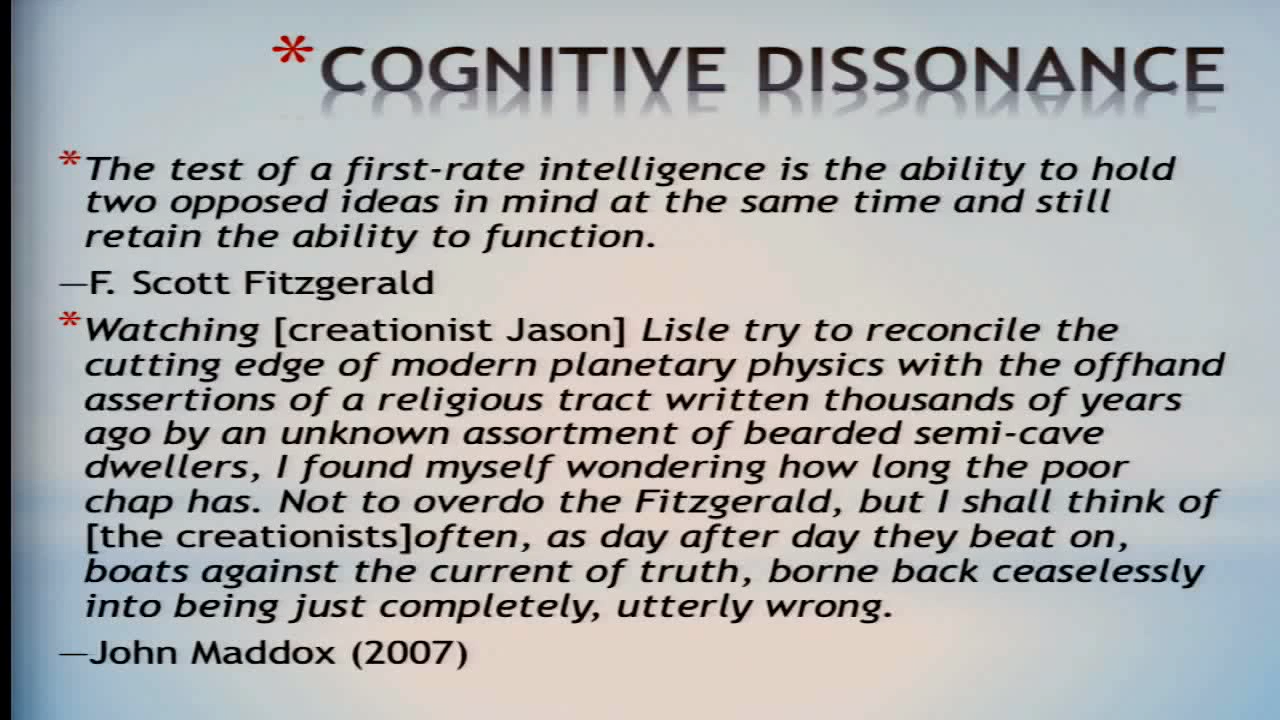 *COGNITIVE DISSONANCE
*The test of a first-rate intelligence is the ability to hold
two opposed ideas in mind at the same time and still
retain the ability to function.
—F. Scott Fitzgerald
*Watching [creationist Jason] Lisle try to reconcile the
cutting edge of modern planetary physics with the offhand
assertions of a religious tract written thousands of years
ago by an unknown assortment of bearded semi-cave
dwellers, I found myself wondering how long the poor
chap has. Not to overdo the Fitzgerald, but I shall think of
[the creationists]often, as day after day they beat on,
boats against the current of truth, borne back ceaselessly
into being just completely, utterly wrong.
—John Maddox (2007)